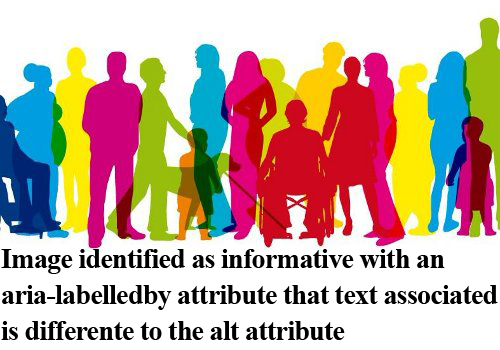 Image identified as informative with an
aria-labelledby attribute that text associated
is differente to the alt attribute